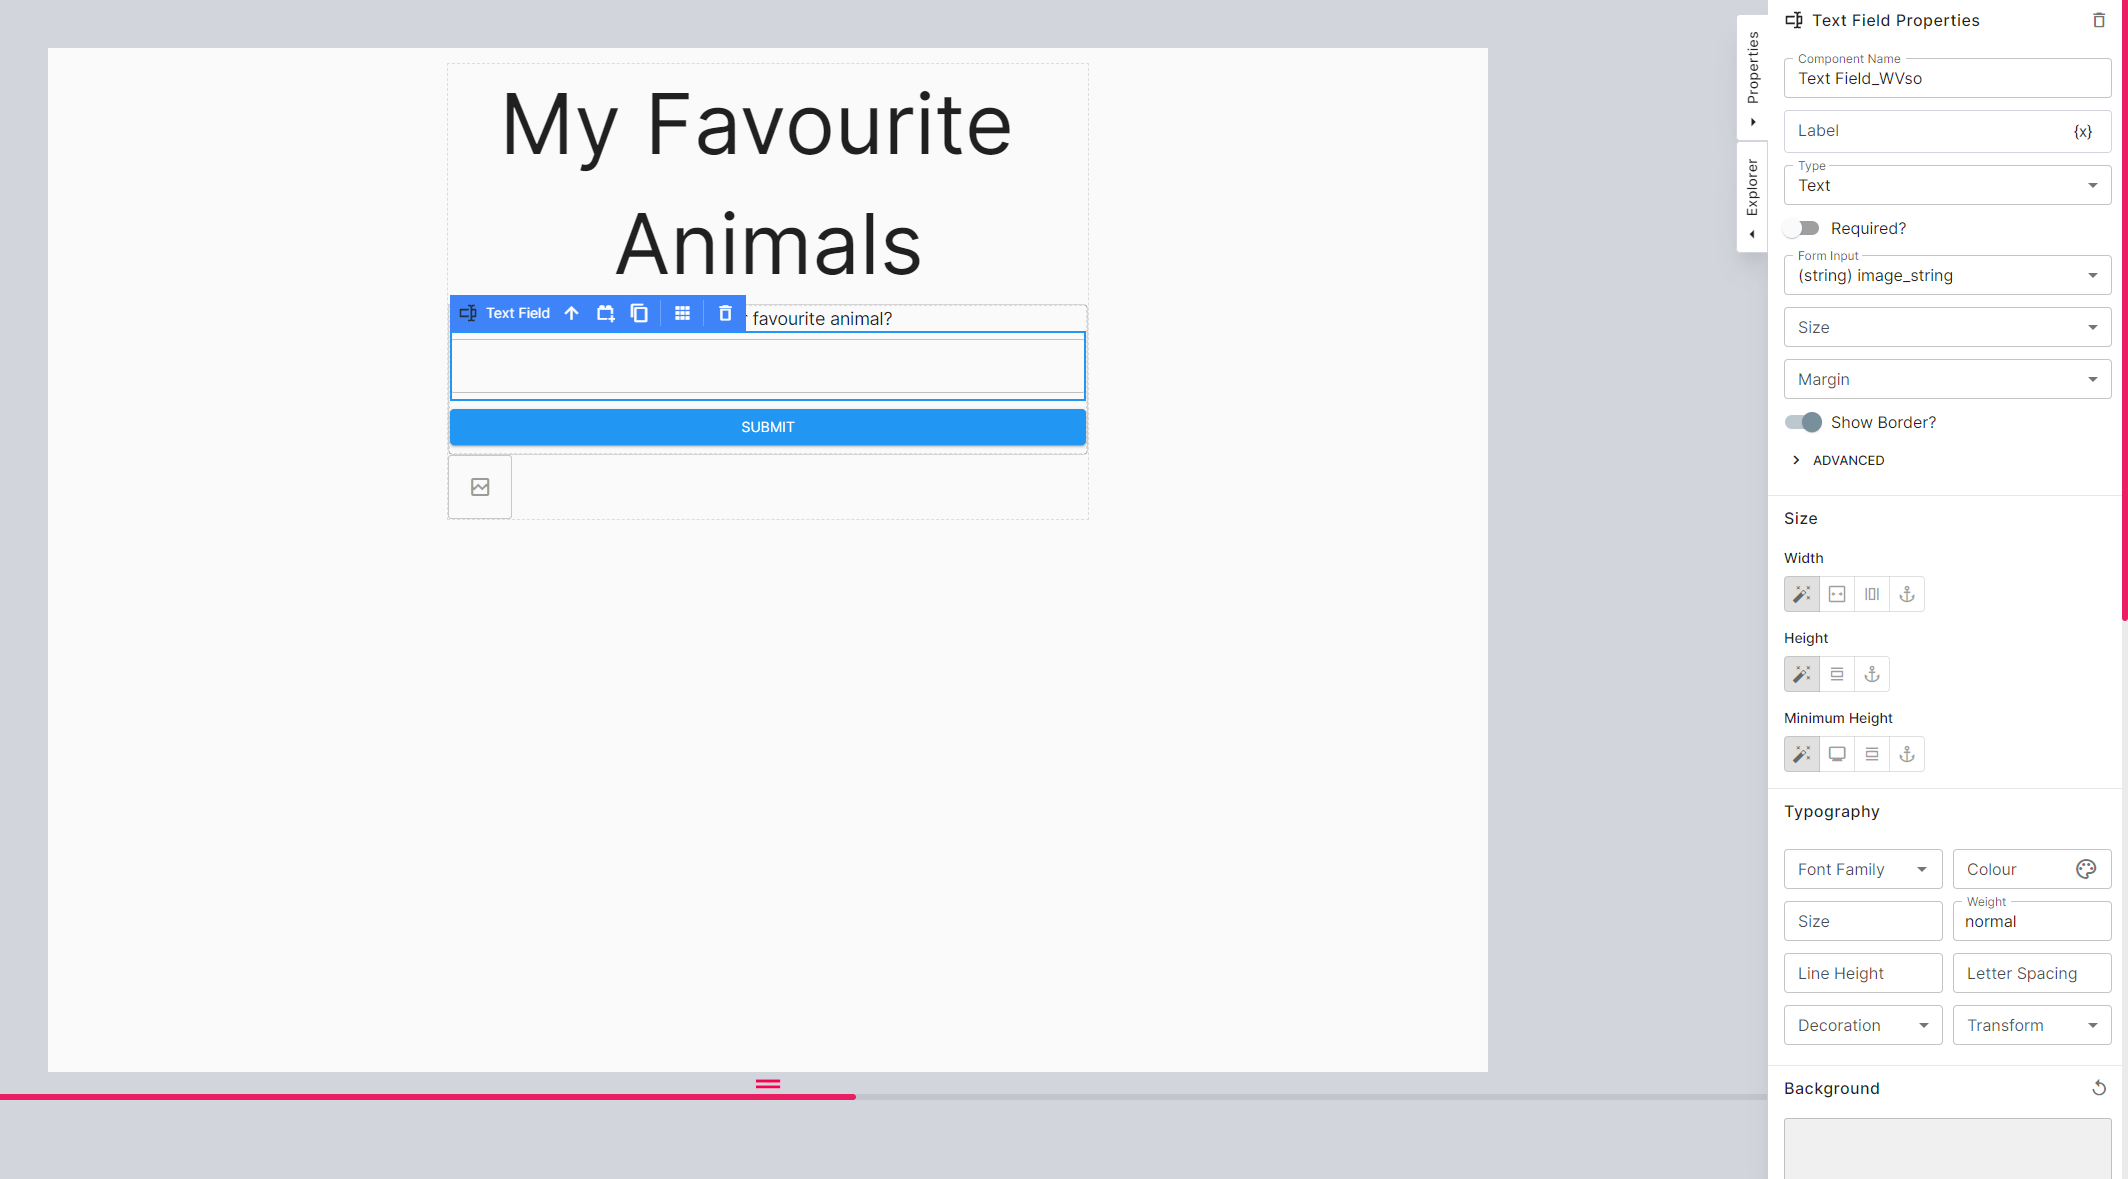 My Favourite
Animals
Text Field
favourite animal?
SUBMIT
Properties
Explorer
Text Field Properties
Component Name
Text Field_WVso
Label
{x}
Type
Text
Required?
Form Input
(string) image_string
Size
Margin
Show Border?
ADVANCED
Size
Width
Height
Minimum Height
Typography
Font Family
Colour
Size
Weight
normal
Line Height
Letter Spacing
Decoration
Transform
Background